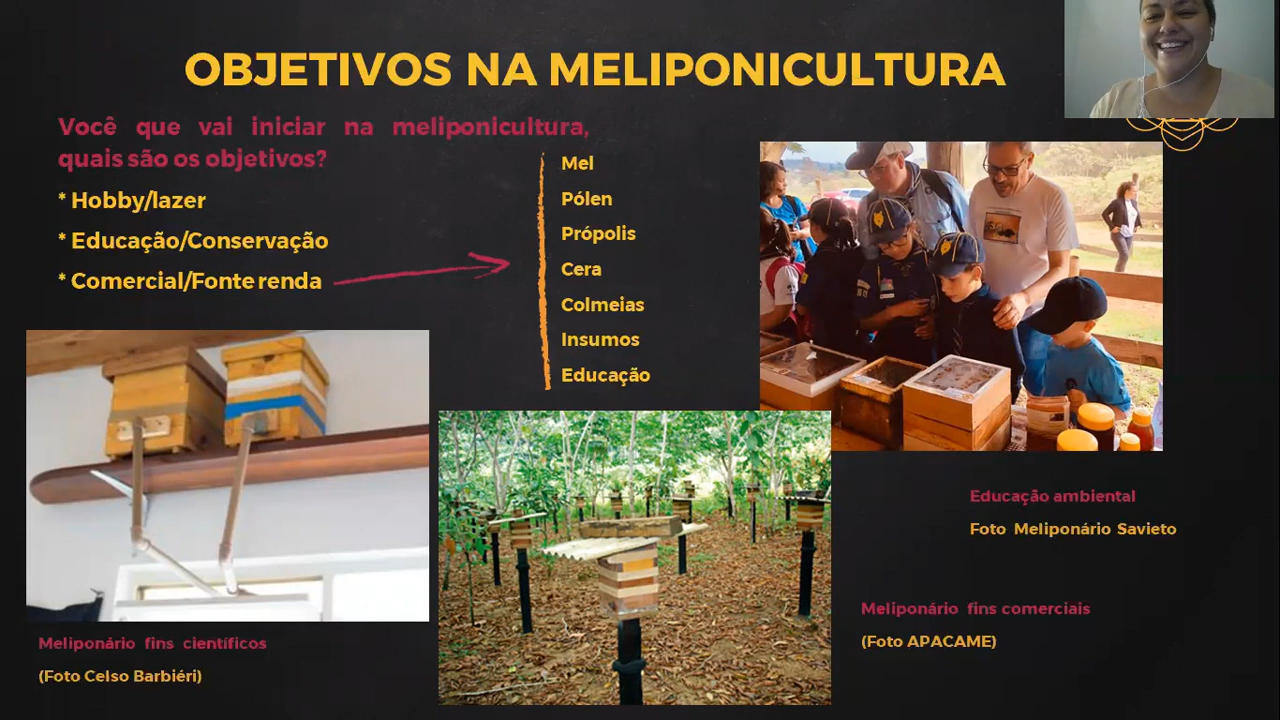 OBJETIVOS NA MELIPONICULTURA
Você que vai iniciar na meliponicultura,
quais são os objetivos?
* Hobby/lazer
* Educação/Conservação
* Comercial/Fonte renda
Mel
Pólen
Própolis
Cera
Colmeias
Insumos
Educação
Educação ambiental
Foto Meliponário Savieto
Meliponário fins comerciais
(Foto APACAME)
Meliponário fins científicos
(Foto Celso Barbiéri)